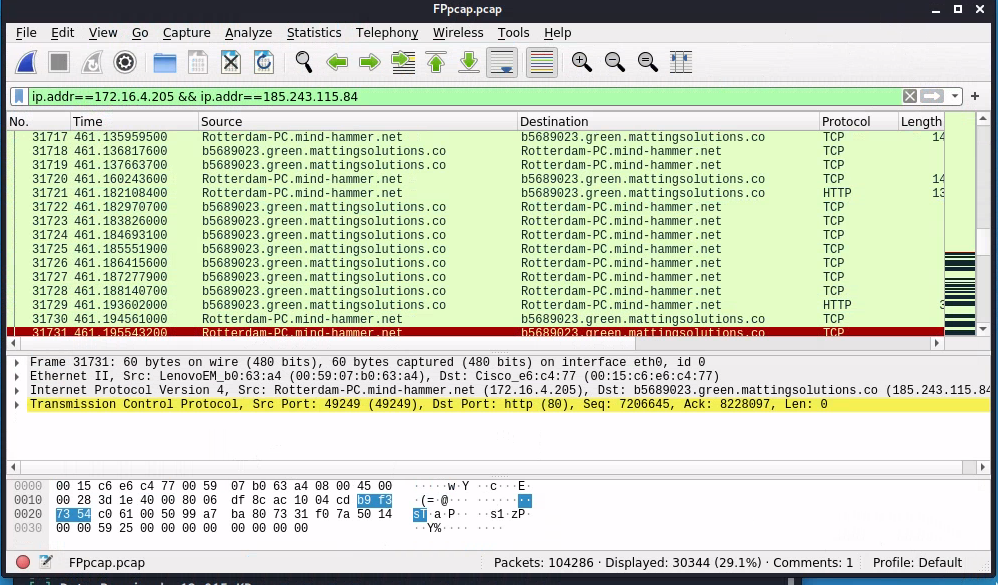 FPpcap.pcap
File Edit View Go Capture Analyze Statistics Telephony Wireless Tools Help
ip.addr==172.16.4.205 && ip.addr==185.243.115.84
No. Time Source Destination Protocol Length
31717 461.135959500 Rotterdam-PC.mind-hammer.net b5689023.green.mattingsolutions.co TCP 14
31718 461.136817600 b5689023.green.mattingsolutions.co Rotterdam-PC.mind-hammer.net TCP
31719 461.137663700 b5689023.green.mattingsolutions.co Rotterdam-PC.mind-hammer.net TCP
31720 461.160243600 Rotterdam-PC.mind-hammer.net b5689023.green.mattingsolutions.co TCP 14
31721 461.182108400 Rotterdam-PC.mind-hammer.net b5689023.green.mattingsolutions.co HTTP 13
31722 461.182970700 b5689023.green.mattingsolutions.co Rotterdam-PC.mind-hammer.net TCP
31723 461.183826000 b5689023.green.mattingsolutions.co Rotterdam-PC.mind-hammer.net TCP
31724 461.184693100 b5689023.green.mattingsolutions.co Rotterdam-PC.mind-hammer.net TCP
31725 461.185551900 b5689023.green.mattingsolutions.co Rotterdam-PC.mind-hammer.net TCP
31726 461.186415600 b5689023.green.mattingsolutions.co Rotterdam-PC.mind-hammer.net TCP
31727 461.187277900 b5689023.green.mattingsolutions.co Rotterdam-PC.mind-hammer.net TCP
31728 461.188140700 b5689023.green.mattingsolutions.co Rotterdam-PC.mind-hammer.net TCP
31729 461.193602000 b5689023.green.mattingsolutions.co Rotterdam-PC.mind-hammer.net HTTP
31730 461.194561000 Rotterdam-PC.mind-hammer.net b5689023.green.mattingsolutions.co TCP
31731 461.195543200 Rotterdam-PC.mind-hammer.net b5689023.green.mattingsolutions.co TCP
Frame 31731: 60 bytes on wire (480 bits), 60 bytes captured (480 bits) on interface eth0, id 0
Ethernet II, Src: LenovoEM_b0:63:a4 (00:59:07:b0:63:a4), Dst: Cisco_e6:c4:77 (00:15:c6:e6:c4:77)
Internet Protocol Version 4, Src: Rotterdam-PC.mind-hammer.net (172.16.4.205), Dst: b5689023.green.mattingsolutions.co (185.243.115.84
Transmission Control Protocol, Src Port: 49249 (49249), Dst Port: http (80), Seq: 7206645, Ack: 8228097, Len: 0
0000 00 15 c6 e6 c4 77 00 59 07 b0 63 a4 08 00 45 00 ·····w·Y ··c···E·
0010 00 28 3d 1e 40 00 80 06 df 8c ac 10 04 cd b9 f3 ·(=·@··· ········
0020 73 54 c0 61 00 50 99 a7 ba 80 73 31 f0 7a 50 14 sT·a·P·· ··s1·zP·
0030 00 00 59 25 00 00 00 00 00 00 00 00 ··Y%···· ····
FPpcap.pcap Packets: 104286 · Displayed: 30344 (29.1%) · Comments: 1 Profile: Default